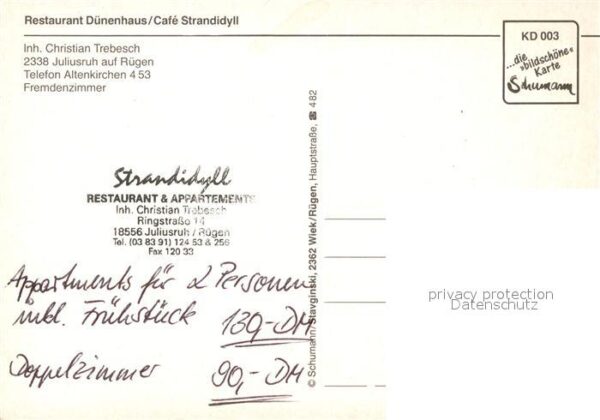 Restaurant Dünenhaus/Café Strandidyll
Inh. Christian Trebesch
2338 Juliusruh auf Rügen
Telefon Altenkirchen 4 53
Fremdenzimmer
KD 003
...die
»bildschöne«
Karte
Schumann
Strandidyll
RESTAURANT & APPARTEMENTS
Inh. Christian Trebesch
Ringstraße 14
18556 Juliusruh / Rügen
Tel. (03 83 91) 124 53 & 256
Fax 120 33
Appartments für 2 Personen
inkl. Frühstück 130,- DM
Doppelzimmer 90,- DM
© Schumann/Stavginski, 2362 Wiek/Rügen, Hauptstraße, ☎ 482
privacy protection
Datenschutz